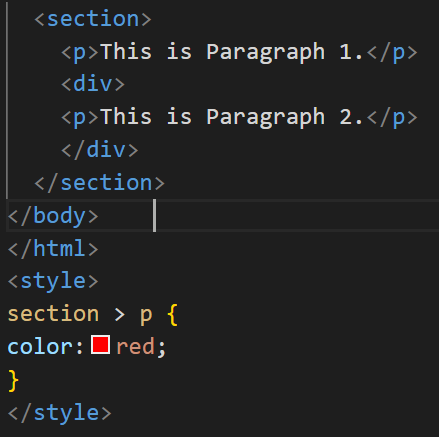 <section>
<p>This is Paragraph 1.</p>
<div>
<p>This is Paragraph 2.</p>
</div>
</section>
</body>
</html>
<style>
section > p {
color: red;
}
</style>